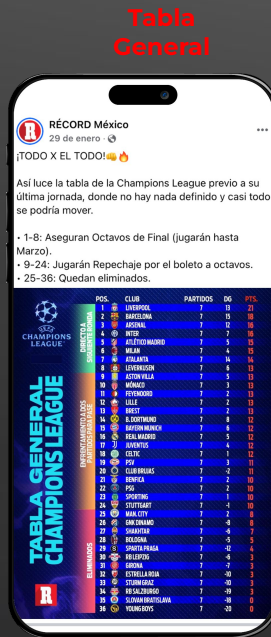 Tabla
General
RÉCORD México
29 de enero
¡TODO X EL TODO!👊🔥
Así luce la tabla de la Champions League previo a su
última jornada, donde no hay nada definido y casi todo
se podría mover.
• 1-8: Aseguran Octavos de Final (jugarán hasta
Marzo).
• 9-24: Jugarán Repechaje por el boleto a octavos.
• 25-36: Quedan eliminados.
CHAMPIONS
LEAGUE
TABLA GENERAL
CHAMPIONS LEAGUE
DIRECTO A
SIGUIENTE RONDA
ENFRENTAMIENTO A DOS
PARTIDOS PARA PASE
ELIMINADOS
POS. CLUB PARTIDOS DG PTS.
1 LIVERPOOL 7 13 21
2 BARCELONA 7 15 18
3 ARSENAL 7 12 16
4 INTER 7 7 16
5 ATLÉTICO MADRID 7 5 15
6 MILAN 7 4 15
7 ATALANTA 7 14 14
8 LEVERKUSEN 7 6 13
9 ASTON VILLA 7 5 13
10 MÓNACO 7 3 13
11 FEYENOORD 7 3 13
12 LILLE 7 2 13
13 BREST 7 2 13
14 B. DORTMUND 7 8 12
15 BAYERN MUNICH 7 6 12
16 REAL MADRID 7 5 12
17 JUVENTUS 7 4 12
18 CELTIC 7 1 12
19 PSV 7 3 11
20 CLUB BRUJAS 7 -2 11
21 BENFICA 7 2 10
22 PSG 7 2 10
23 SPORTING 7 1 10
24 STUTTGART 7 -1 10
25 MAN. CITY 7 2 8
26 GNK DINAMO 7 -8 8
27 SHAKHTAR 7 -6 7
28 BOLOGNA 7 -5 5
29 SPARTA PRAGA 7 -12 4
30 RB LEIPZIG 7 -6 3
31 GIRONA 7 -7 3
32 ESTRELLA ROJA 7 -10 3
33 STURM GRAZ 7 -10 3
34 RB SALZBURGO 7 -19 3
35 SLOVAN BRATISLAVA 7 -18 0
36 YOUNG BOYS 7 -20 0